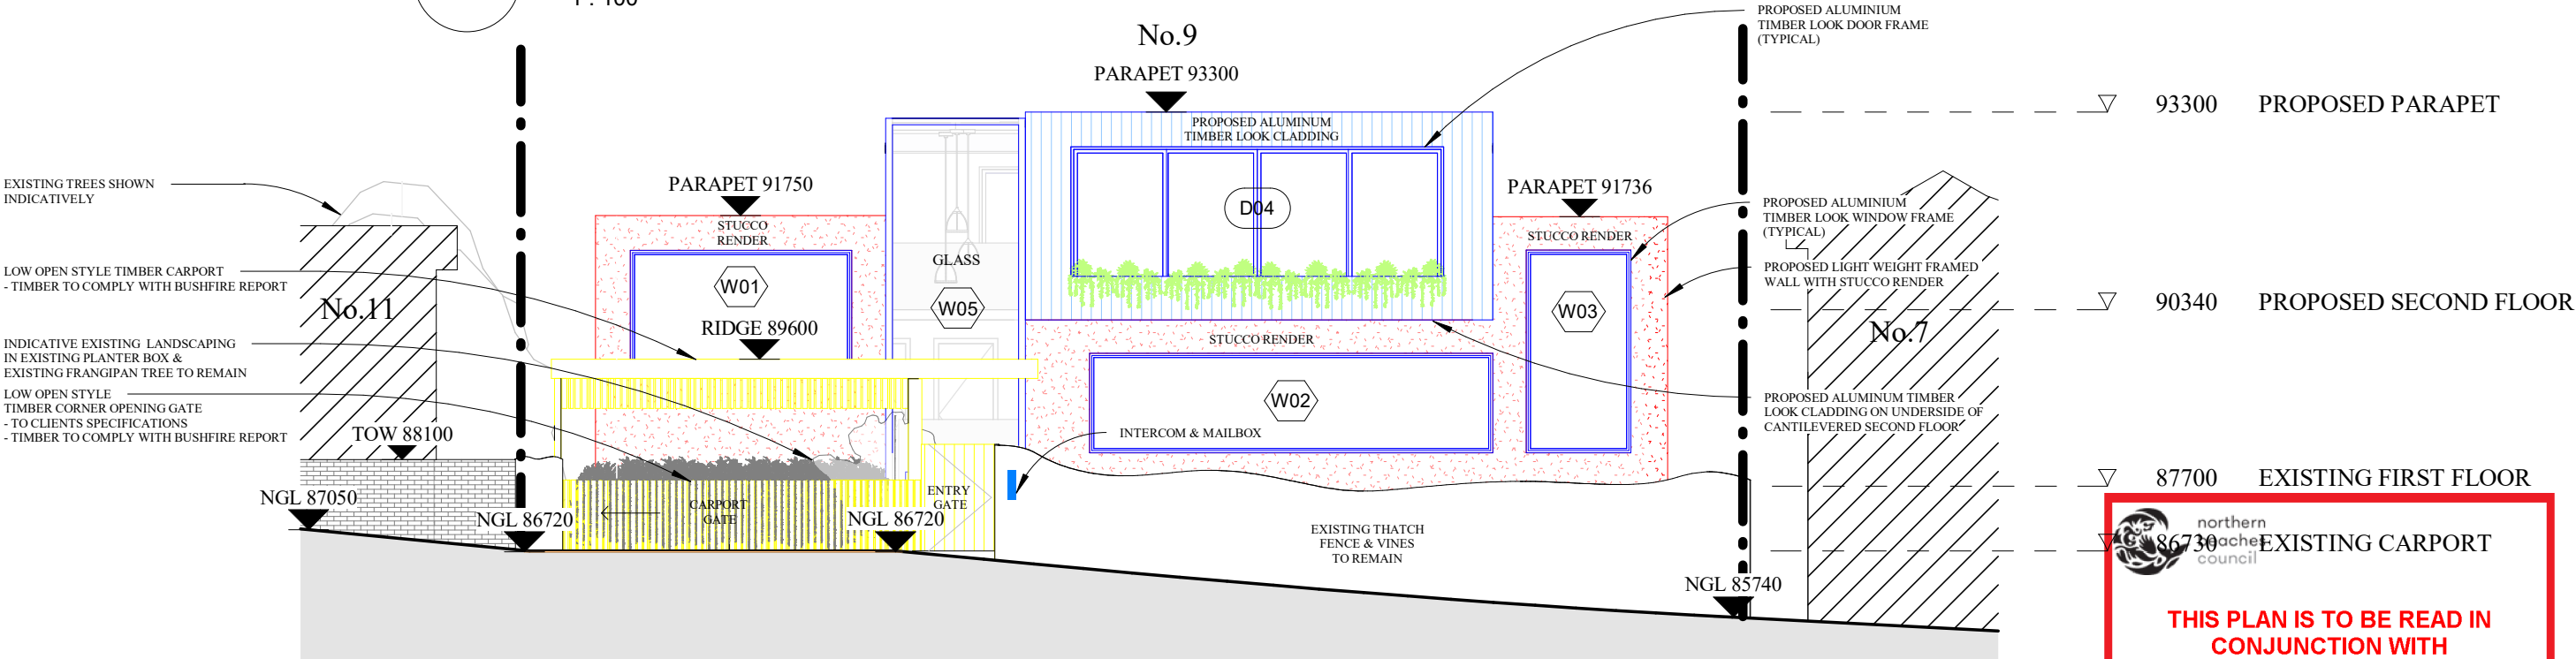 1 : 100
No.9
PARAPET 93300
PROPOSED ALUMINIUM
TIMBER LOOK DOOR FRAME
(TYPICAL)
93300 PROPOSED PARAPET
PROPOSED ALUMINUM
TIMBER LOOK CLADDING
EXISTING TREES SHOWN
INDICATIVELY
PARAPET 91750
STUCCO
RENDER
D04
PARAPET 91736
STUCCO RENDER
PROPOSED ALUMINIUM
TIMBER LOOK WINDOW FRAME
(TYPICAL)
LOW OPEN STYLE TIMBER CARPORT
- TIMBER TO COMPLY WITH BUSHFIRE REPORT
No.11
W01
GLASS
W05
W03
PROPOSED LIGHT WEIGHT FRAMED
WALL WITH STUCCO RENDER
90340 PROPOSED SECOND FLOOR
RIDGE 89600
STUCCO RENDER
No.7
INDICATIVE EXISTING LANDSCAPING
IN EXISTING PLANTER BOX &
EXISTING FRANGIPAN TREE TO REMAIN
LOW OPEN STYLE
TIMBER CORNER OPENING GATE
- TO CLIENTS SPECIFICATIONS
- TIMBER TO COMPLY WITH BUSHFIRE REPORT
W02
PROPOSED ALUMINUM TIMBER
LOOK CLADDING ON UNDERSIDE OF
CANTILEVERED SECOND FLOOR
TOW 88100
INTERCOM & MAILBOX
87700 EXISTING FIRST FLOOR
NGL 87050
NGL 86720
CARPORT
GATE
NGL 86720
ENTRY
GATE
EXISTING THATCH
FENCE & VINES
TO REMAIN
86730 EXISTING CARPORT
northern
beaches
council
NGL 85740
THIS PLAN IS TO BE READ IN
CONJUNCTION WITH